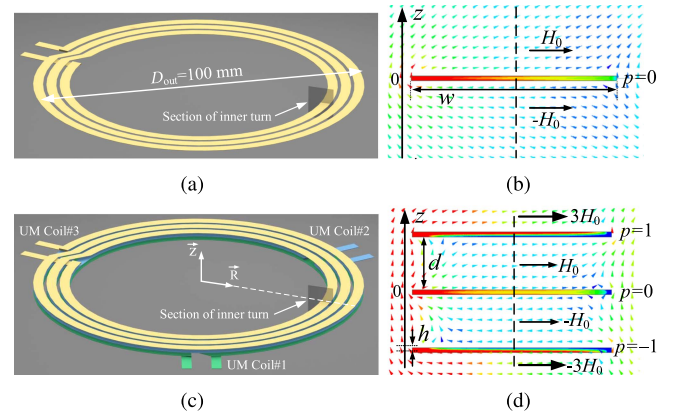 D_out=100 mm
Section of inner turn
(a)
z
H_0
0
p=0
w
-H_0
(b)
UM Coil#3
UM Coil#2
z
R
Section of inner turn
UM Coil#1
(c)
z
3H_0
p=1
d
H_0
0
p=0
-H_0
h
p=−1
-3H_0
(d)